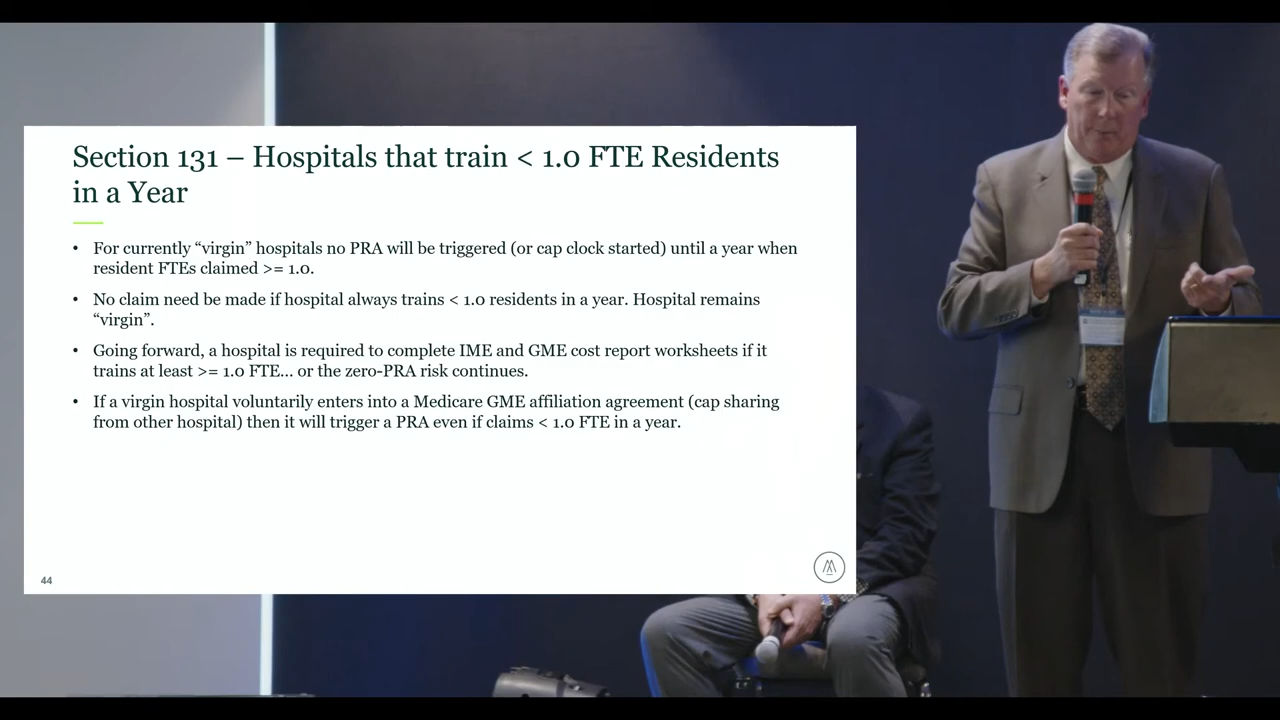 Section 131 – Hospitals that train < 1.0 FTE Residents
in a Year
• For currently “virgin” hospitals no PRA will be triggered (or cap clock started) until a year when
resident FTEs claimed >= 1.0.
• No claim need be made if hospital always trains < 1.0 residents in a year. Hospital remains
“virgin”.
• Going forward, a hospital is required to complete IME and GME cost report worksheets if it
trains at least >= 1.0 FTE... or the zero-PRA risk continues.
• If a virgin hospital voluntarily enters into a Medicare GME affiliation agreement (cap sharing
from other hospital) then it will trigger a PRA even if claims < 1.0 FTE in a year.
44